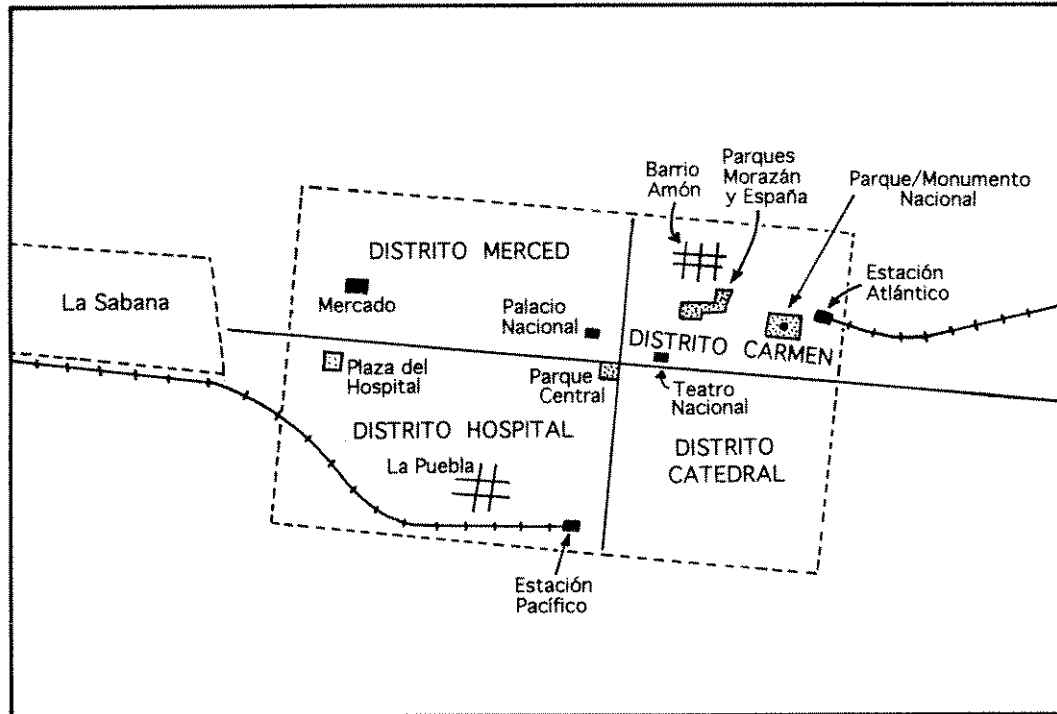 Barrio
Amón
Parques
Morazán
y España
Parque/Monumento
Nacional
DISTRITO MERCED
La Sabana
Mercado
Palacio
Nacional
Estación
Atlántico
DISTRITO CARMEN
Plaza del
Hospital
Parque
Central
Teatro
Nacional
DISTRITO HOSPITAL
DISTRITO
CATEDRAL
La Puebla
Estación
Pacífico